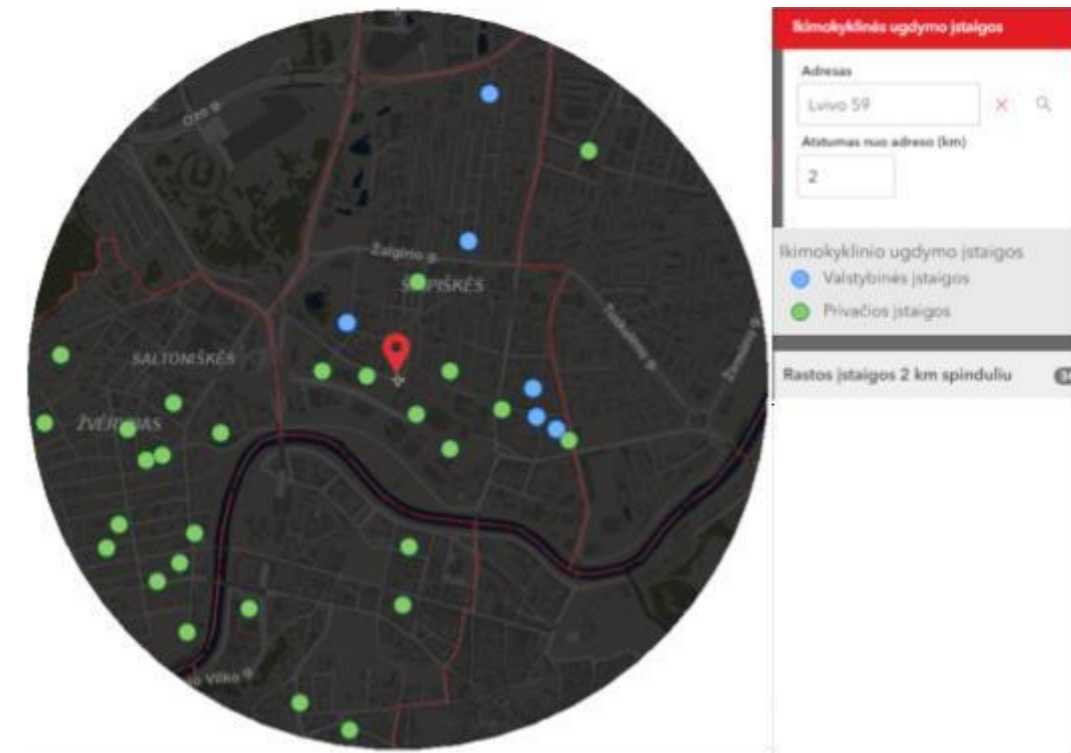 Ikimokyklinės ugdymo įstaigos
Adresas
Lvivo 59
Atstumas nuo adreso (km)
2
Ikimokyklinio ugdymo įstaigos
Valstybinės įstaigos
Privačios įstaigos
Rastos įstaigos 2 km spinduliu
Ozo g.
Žalgirio g.
SALTONIŠKĖS
ŽVĖRYNAS